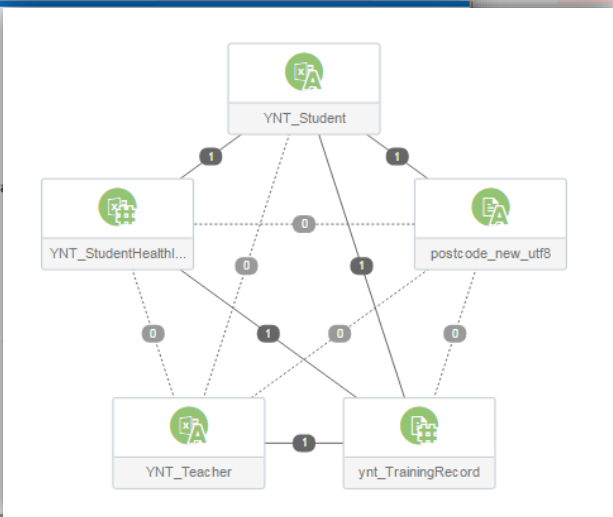 YNT_Student
1
1
YNT_StudentHealthI...
0
postcode_new_utf8
0
1
0
1
0
0
YNT_Teacher
1
ynt_TrainingRecord